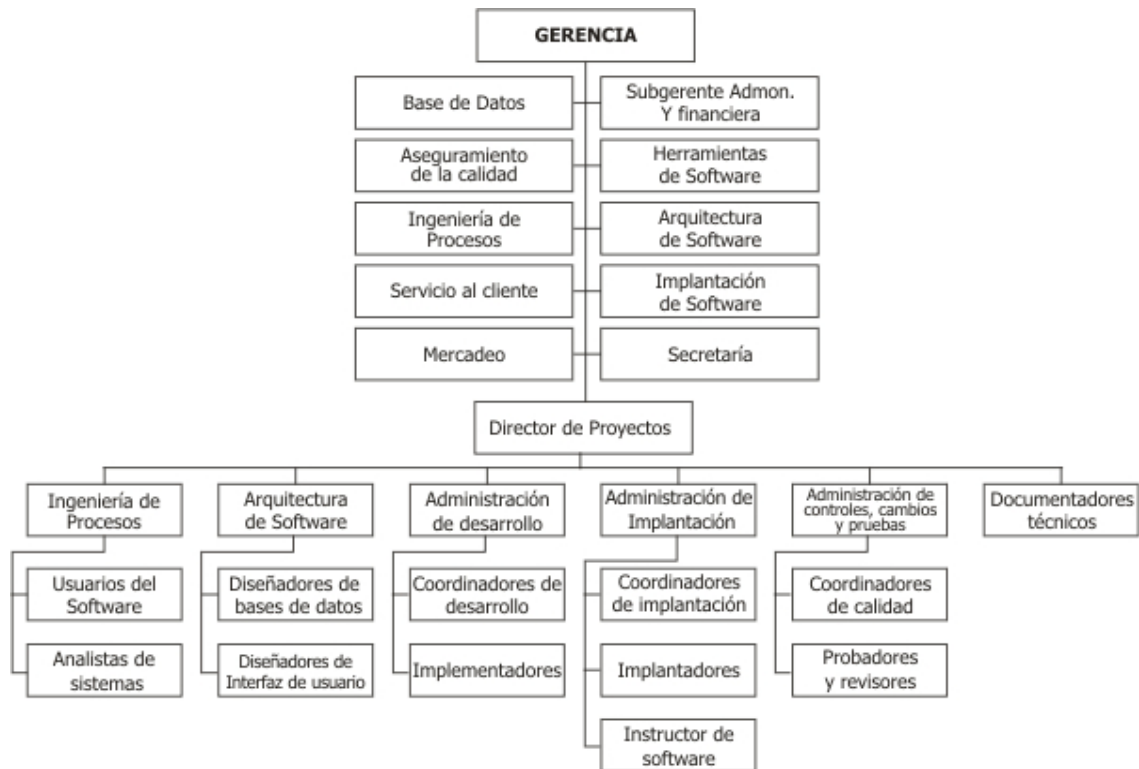 GERENCIA
Base de Datos
Subgerente Admon.
Y financiera
Aseguramiento
de la calidad
Herramientas
de Software
Ingeniería de
Procesos
Arquitectura
de Software
Servicio al cliente
Implantación
de Software
Mercadeo
Secretaría
Director de Proyectos
Ingeniería de
Procesos
Arquitectura
de Software
Administración
de desarrollo
Administración de
Implantación
Administración de
controles, cambios
y pruebas
Documentadores
técnicos
Usuarios del
Software
Diseñadores de
bases de datos
Coordinadores de
desarrollo
Coordinadores
de implantación
Coordinadores
de calidad
Analistas de
sistemas
Diseñadores de
Interfaz de usuario
Implementadores
Implantadores
Probadores
y revisores
Instructor de
software